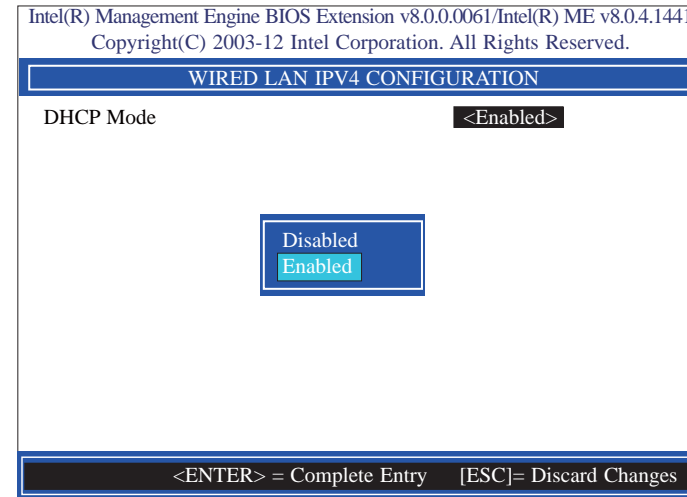 Intel(R) Management Engine BIOS Extension v8.0.0.0061/Intel(R) ME v8.0.4.1441
Copyright(C) 2003-12 Intel Corporation. All Rights Reserved.
WIRED LAN IPV4 CONFIGURATION
DHCP Mode <Enabled>
Disabled
Enabled
<ENTER> = Complete Entry [ESC]= Discard Changes